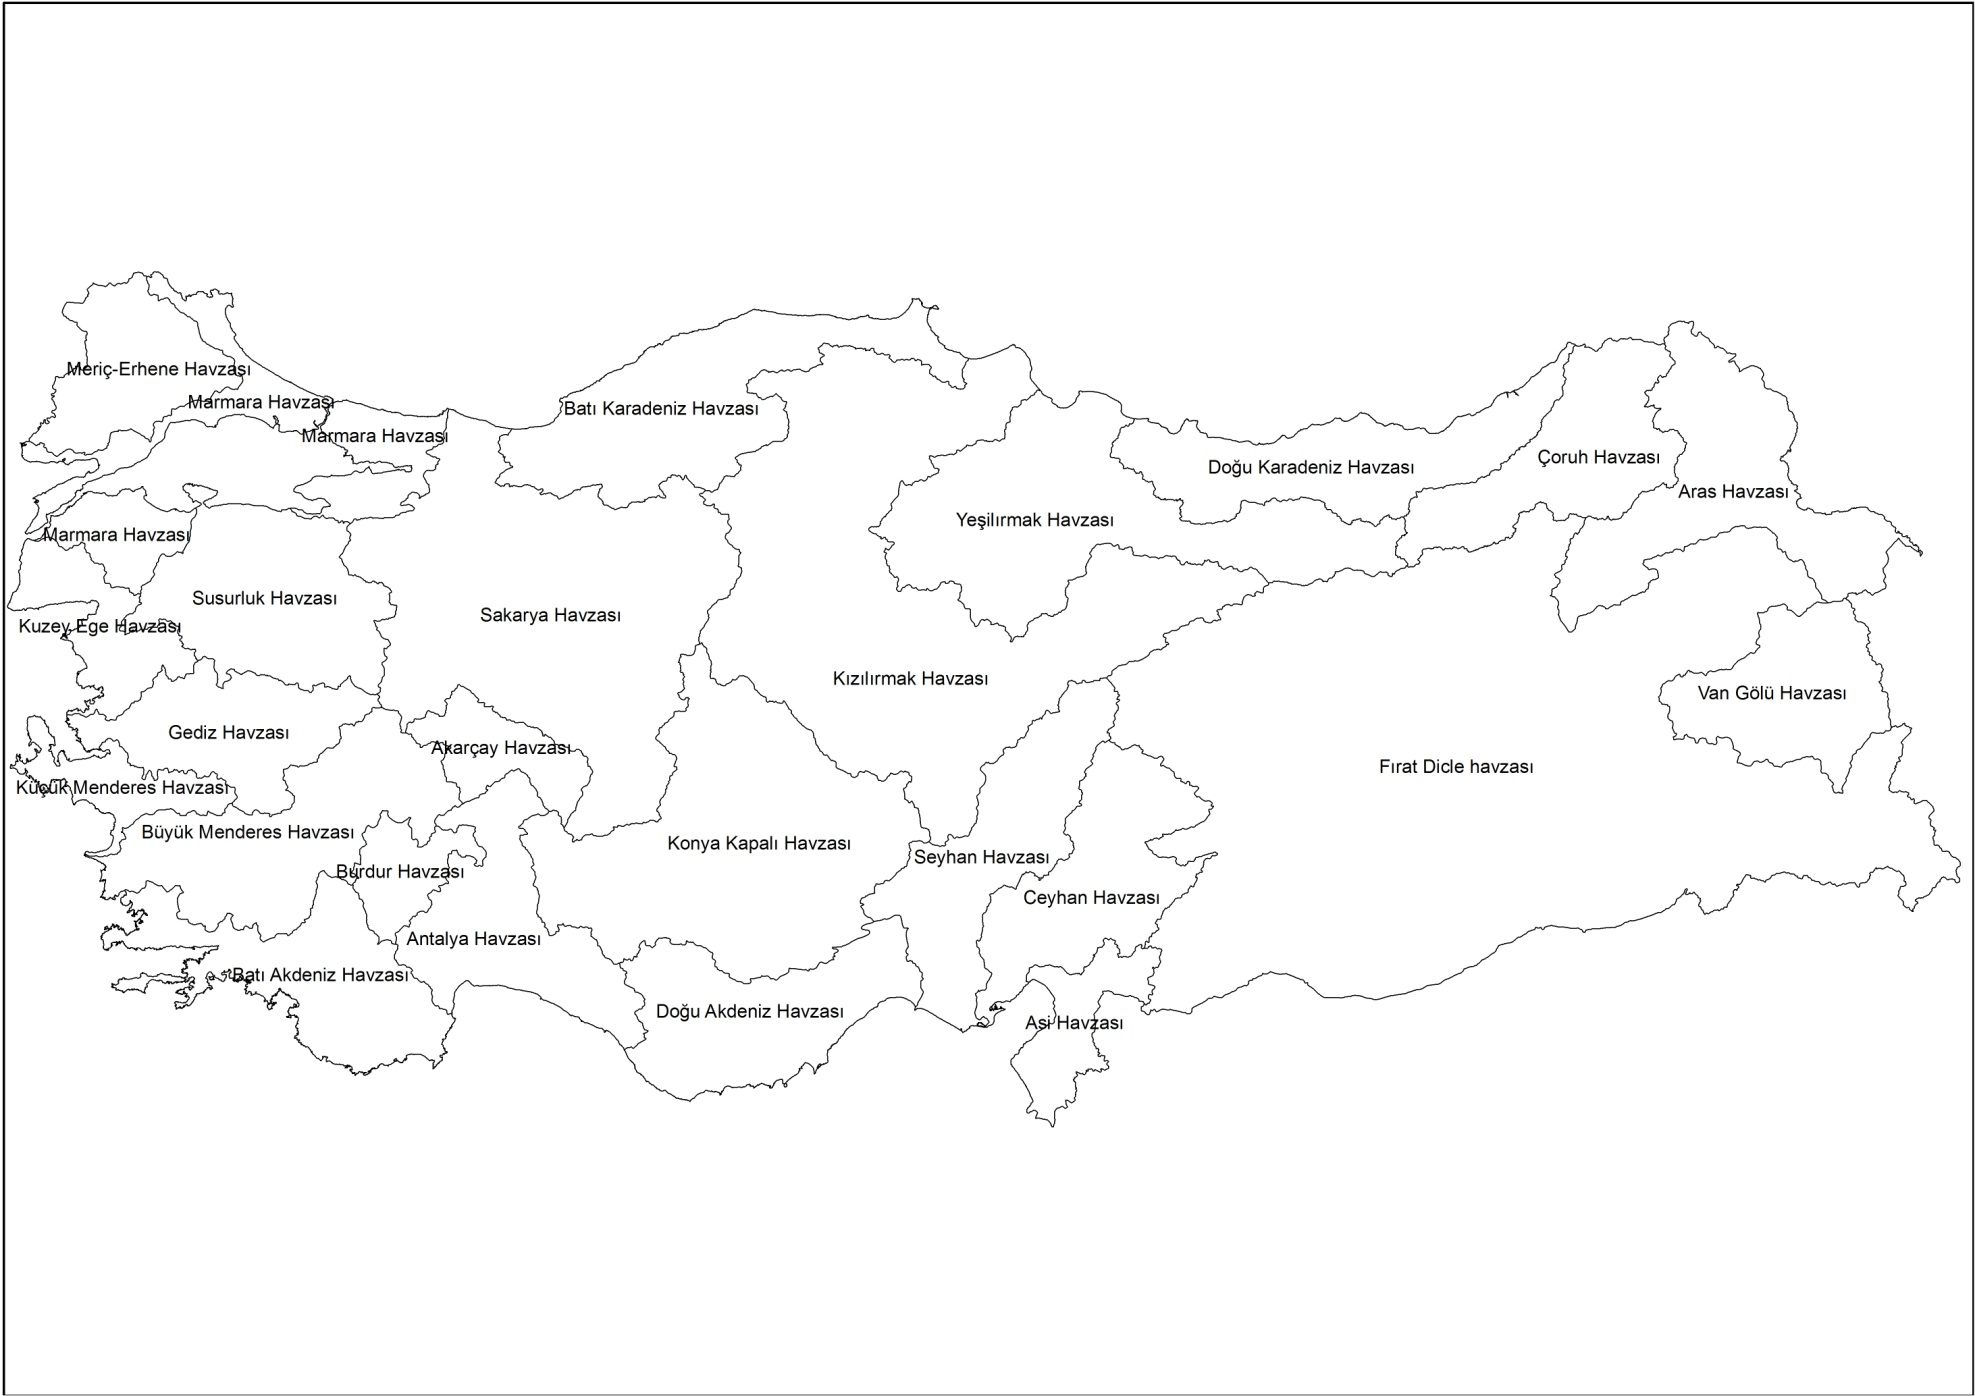 Meriç-Erhene Havzası
Marmara Havzası
Batı Karadeniz Havzası
Marmara Havzası
Çoruh Havzası
Doğu Karadeniz Havzası
Aras Havzası
Yeşilırmak Havzası
Marmara Havzası
Susurluk Havzası
Sakarya Havzası
Kuzey Ege Havzası
Kızılırmak Havzası
Van Gölü Havzası
Gediz Havzası
Akarçay Havzası
Fırat Dicle havzası
Küçük Menderes Havzası
Büyük Menderes Havzası
Konya Kapalı Havzası
Seyhan Havzası
Burdur Havzası
Ceyhan Havzası
Antalya Havzası
Batı Akdeniz Havzası
Doğu Akdeniz Havzası
Asi Havzası